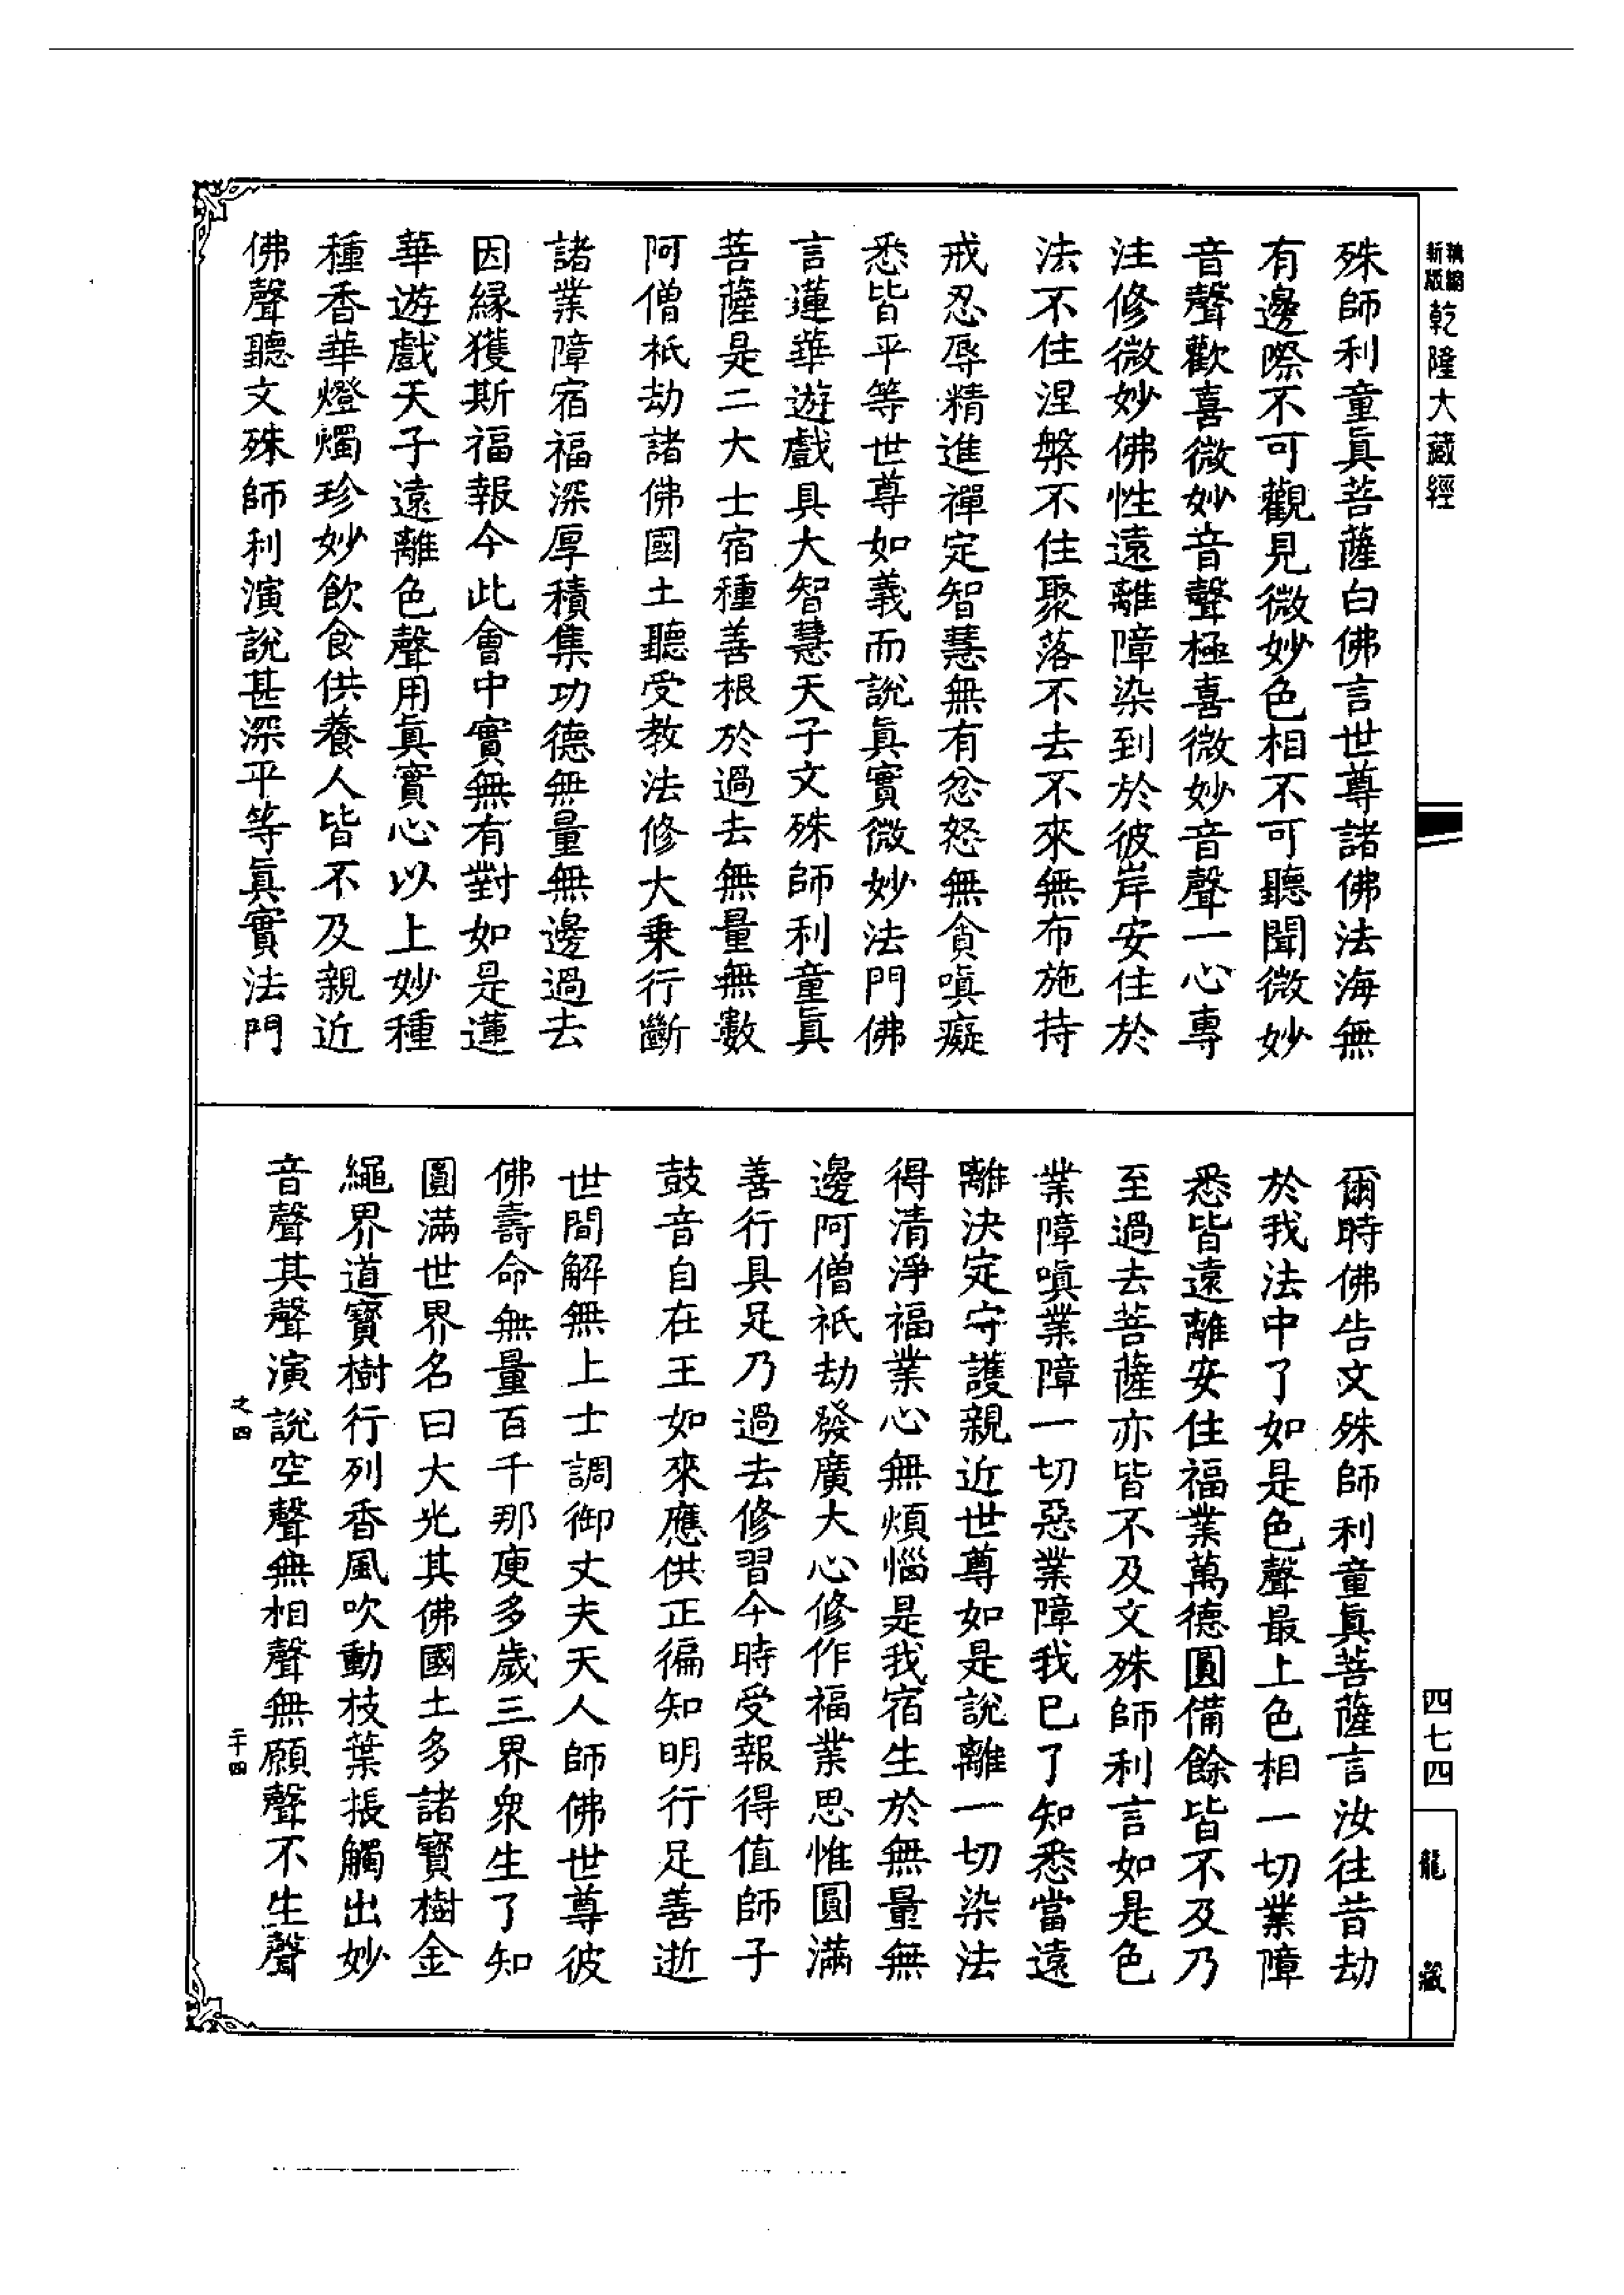 精縮
新版
乾隆大藏經
殊師利童眞菩薩白佛言世尊諸佛法海無
有邊際不可觀見微妙色相不可聽聞微妙
音聲歡喜微妙音聲極喜微妙音聲一心專
注修微妙佛性遠離障染到於彼岸安住於
法不住涅槃不住聚落不去不來無布施持
戒忍辱精進禪定智慧無有忿怒無貪嗔癡
悉皆平等世尊如義而說眞實微妙法門佛
言蓮華遊戲具大智慧天子文殊師利童眞
菩薩是二大士宿種善根於過去無量無數
阿僧祇劫諸佛國土聽受教法修大乘行斷
諸業障宿福深厚積集功德無量無邊過去
因緣獲斯福報今此會中實無有對如是蓮
華遊戲天子遠離色聲用眞實心以上妙種
種香華燈燭珍妙飲食供養人皆不及親近
佛聲聽文殊師利演說甚深平等眞實法門
爾時佛告文殊師利童眞菩薩言汝往昔劫
於我法中了如是色聲最上色相一切業障
悉皆遠離安住福業萬德圓備餘皆不及乃
至過去菩薩亦皆不及文殊師利言如是色
業障嗔業障一切惡業障我已了知悉當遠
離決定守護親近世尊如是說離一切染法
得清淨福業心無煩惱是我宿生於無量無
邊阿僧祇劫發廣大心修作福業思惟圓滿
善行具足乃過去修習今時受報得值師子
鼓音自在王如來應供正徧知明行足善逝
世間解無上士調御丈夫天人師佛世尊彼
佛壽命無量百千那庾多歲三界衆生了知
圓滿世界名曰大光其佛國土多諸寳樹金
繩界道寳樹行列香風吹動枝葉掁觸出妙
音聲其聲演說空聲無相聲無願聲不生聲
之四
二十四
四七四
龍藏